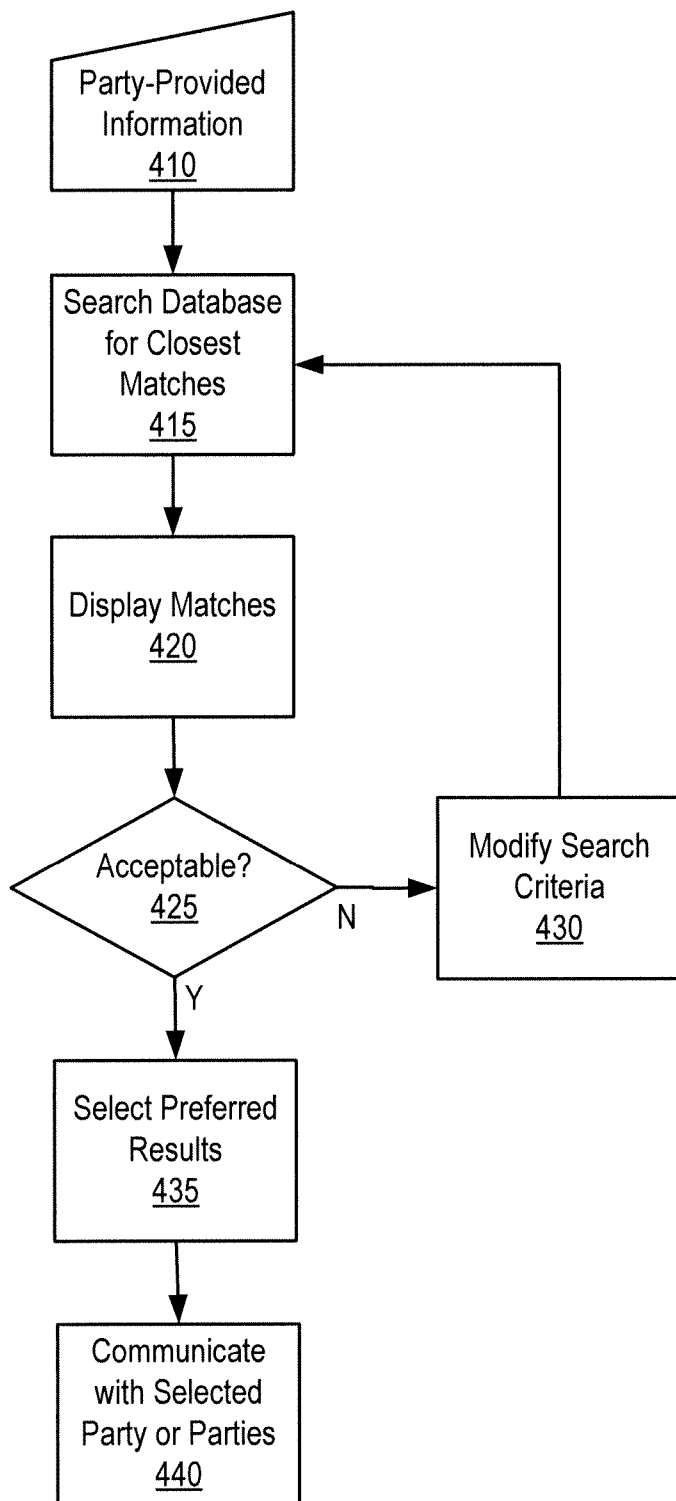 Party-Provided
Information
410
Search Database
for Closest
Matches
415
Display Matches
420
Acceptable?
425
N
Modify Search
Criteria
430
Y
Select Preferred
Results
435
Communicate
with Selected
Party or Parties
440